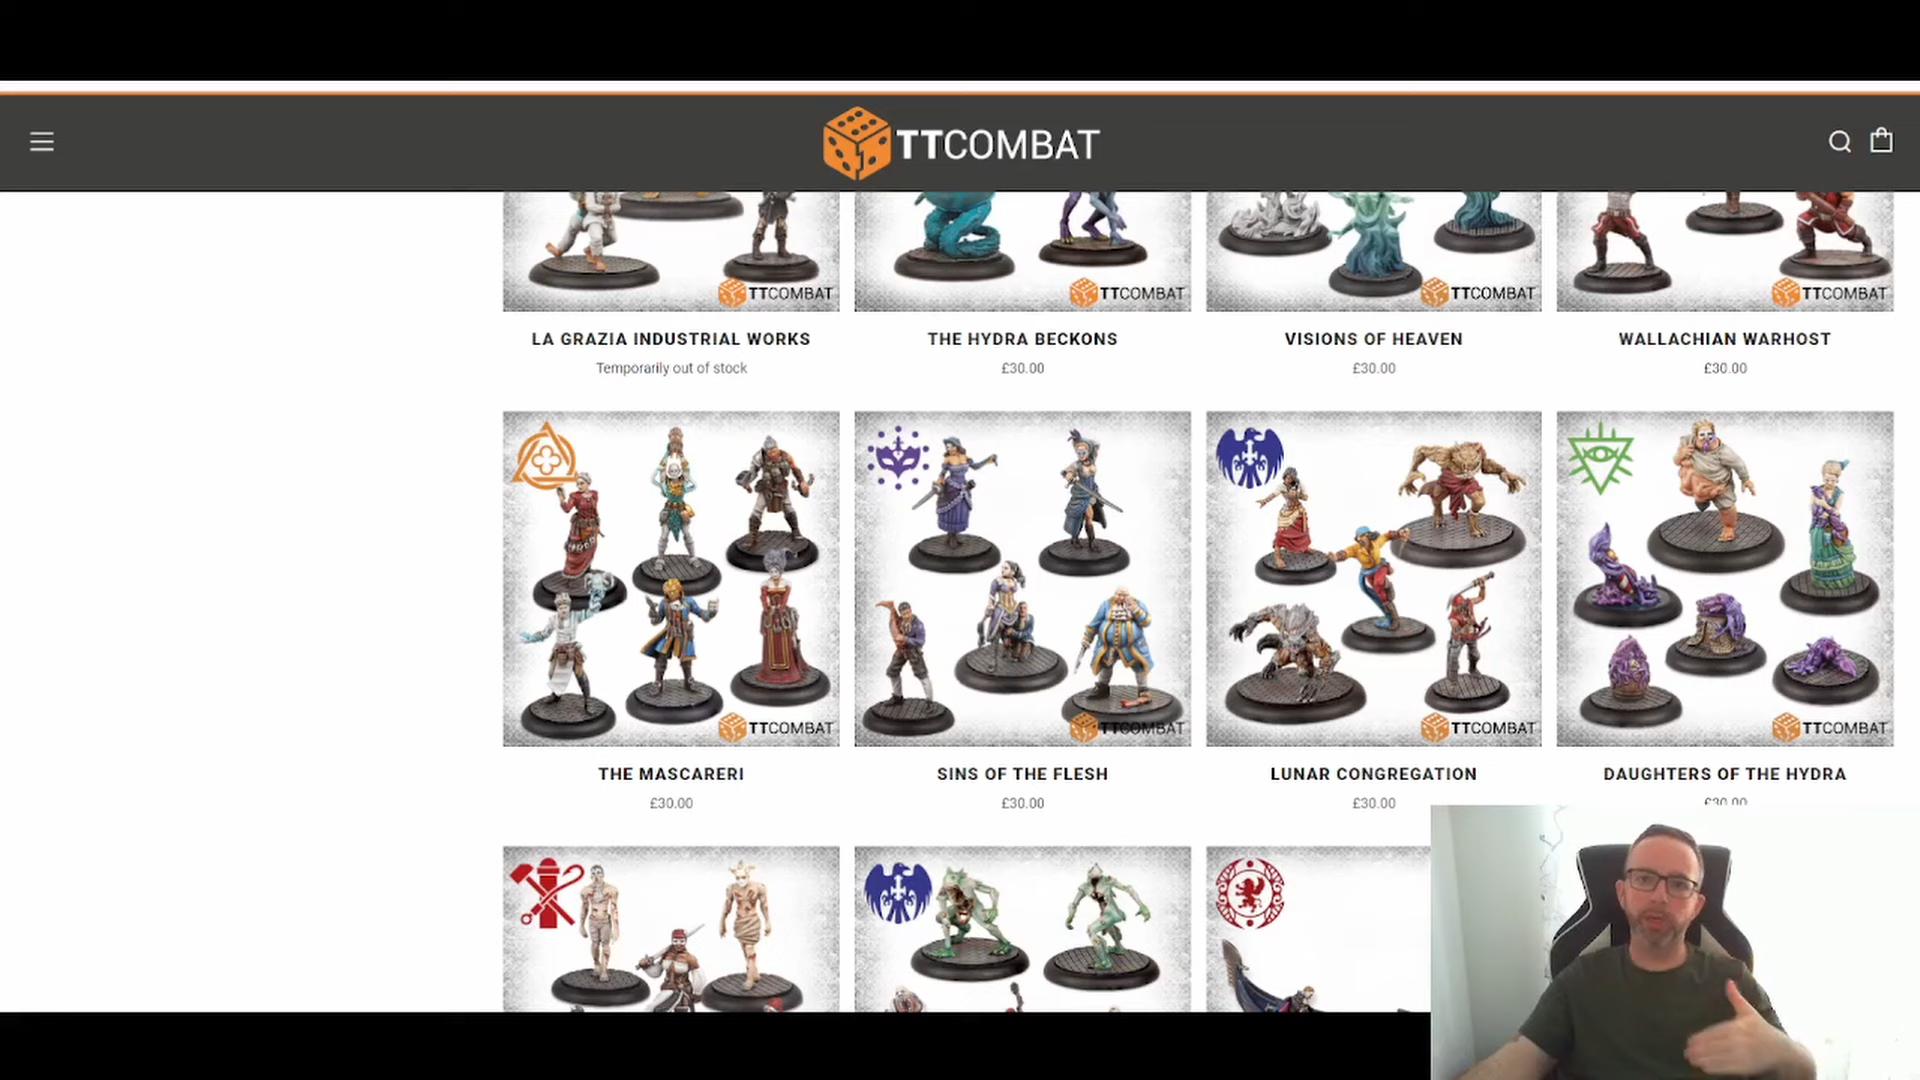 TTCOMBAT
TTCOMBAT
TTCOMBAT
TTCOMBAT
TTCOMBAT
LA GRAZIA INDUSTRIAL WORKS
Temporarily out of stock
THE HYDRA BECKONS
£30.00
VISIONS OF HEAVEN
£30.00
WALLACHIAN WARHOST
£30.00
TTCOMBAT
TTCOMBAT
TTCOMBAT
TTCOMBAT
THE MASCARERI
£30.00
SINS OF THE FLESH
£30.00
LUNAR CONGREGATION
£30.00
DAUGHTERS OF THE HYDRA
£30.00